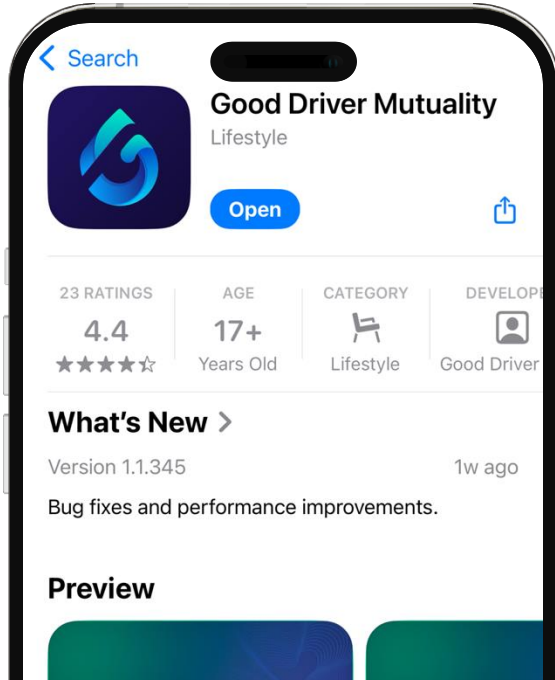 Search
Good Driver Mutuality
Lifestyle
Open
23 RATINGS
AGE
CATEGORY
4.4
17+
Years Old
Lifestyle
Good Driver
What's New
Version 1.1.345
1w ago
Bug fixes and performance improvements.
Preview